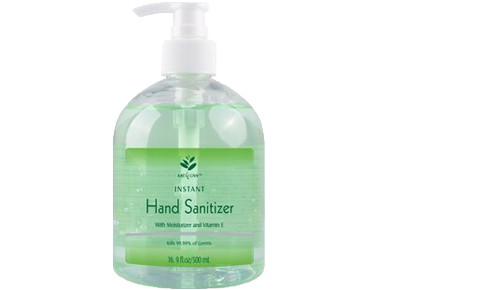 INSTANT
Hand Sanitizer
With Moisturizer and Vitamin E
Kills 99.99% of Germs
16.9 fl.oz/500 mL